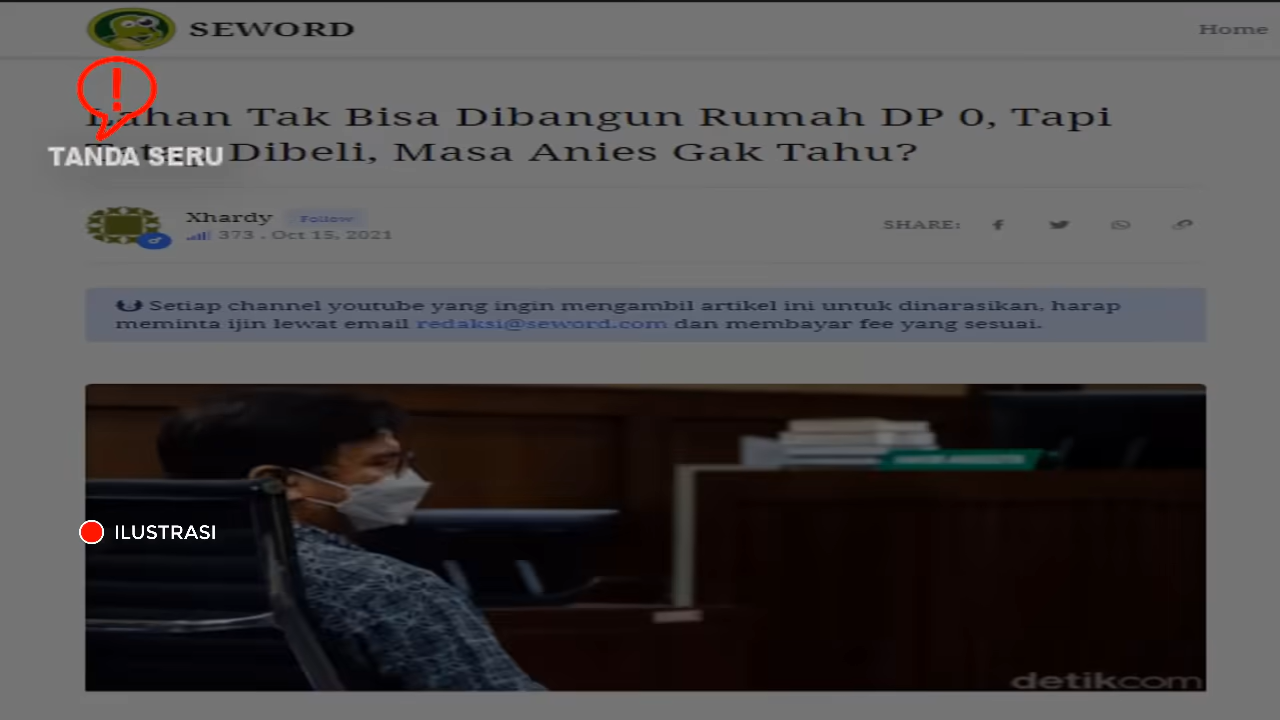 SEWORD
Home
!
Lahan Tak Bisa Dibangun Rumah DP 0, Tapi
Dibeli, Masa Anies Gak Tahu?
TANDA SERU
Xhardy Follow
373 . Oct 15, 2021
SHARE:
Setiap channel youtube yang ingin mengambil artikel ini untuk dinarasikan, harap
meminta ijin lewat email redaksi@seword.com dan membayar fee yang sesuai.
ILUSTRASI
detikcom